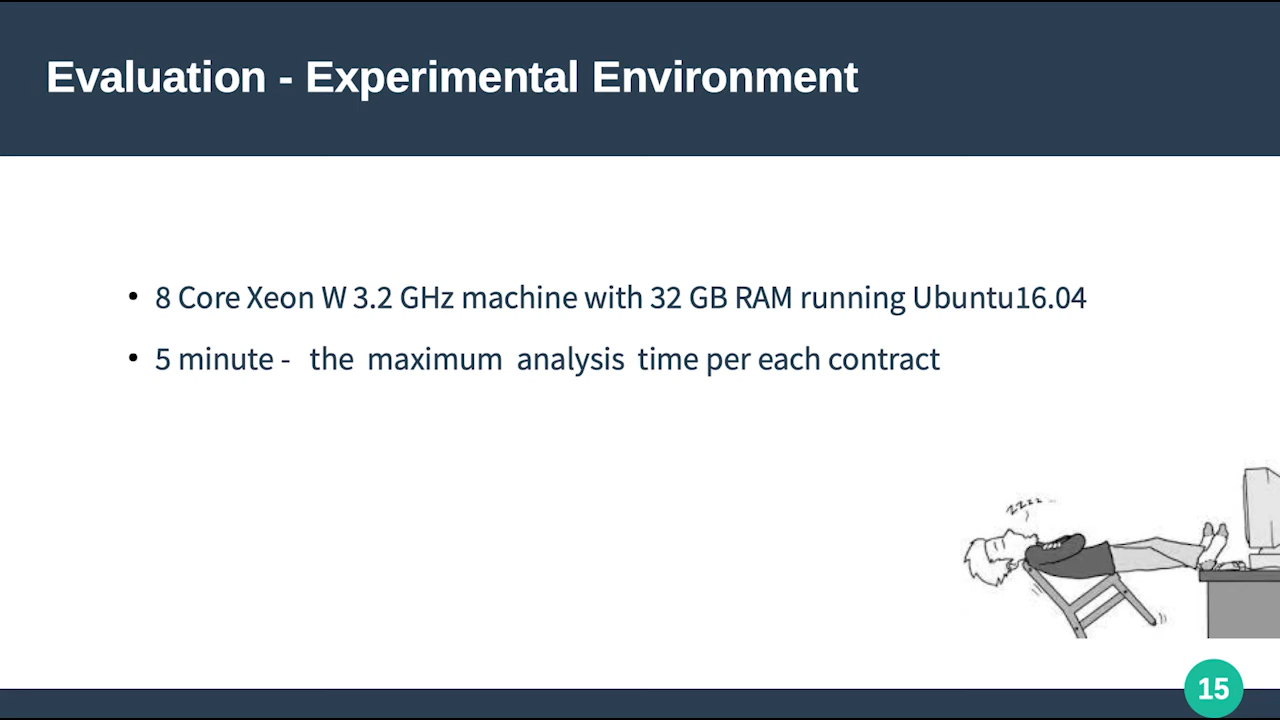 Evaluation - Experimental Environment
• 8 Core Xeon W 3.2 GHz machine with 32 GB RAM running Ubuntu16.04
• 5 minute - the maximum analysis time per each contract
zzzz
15